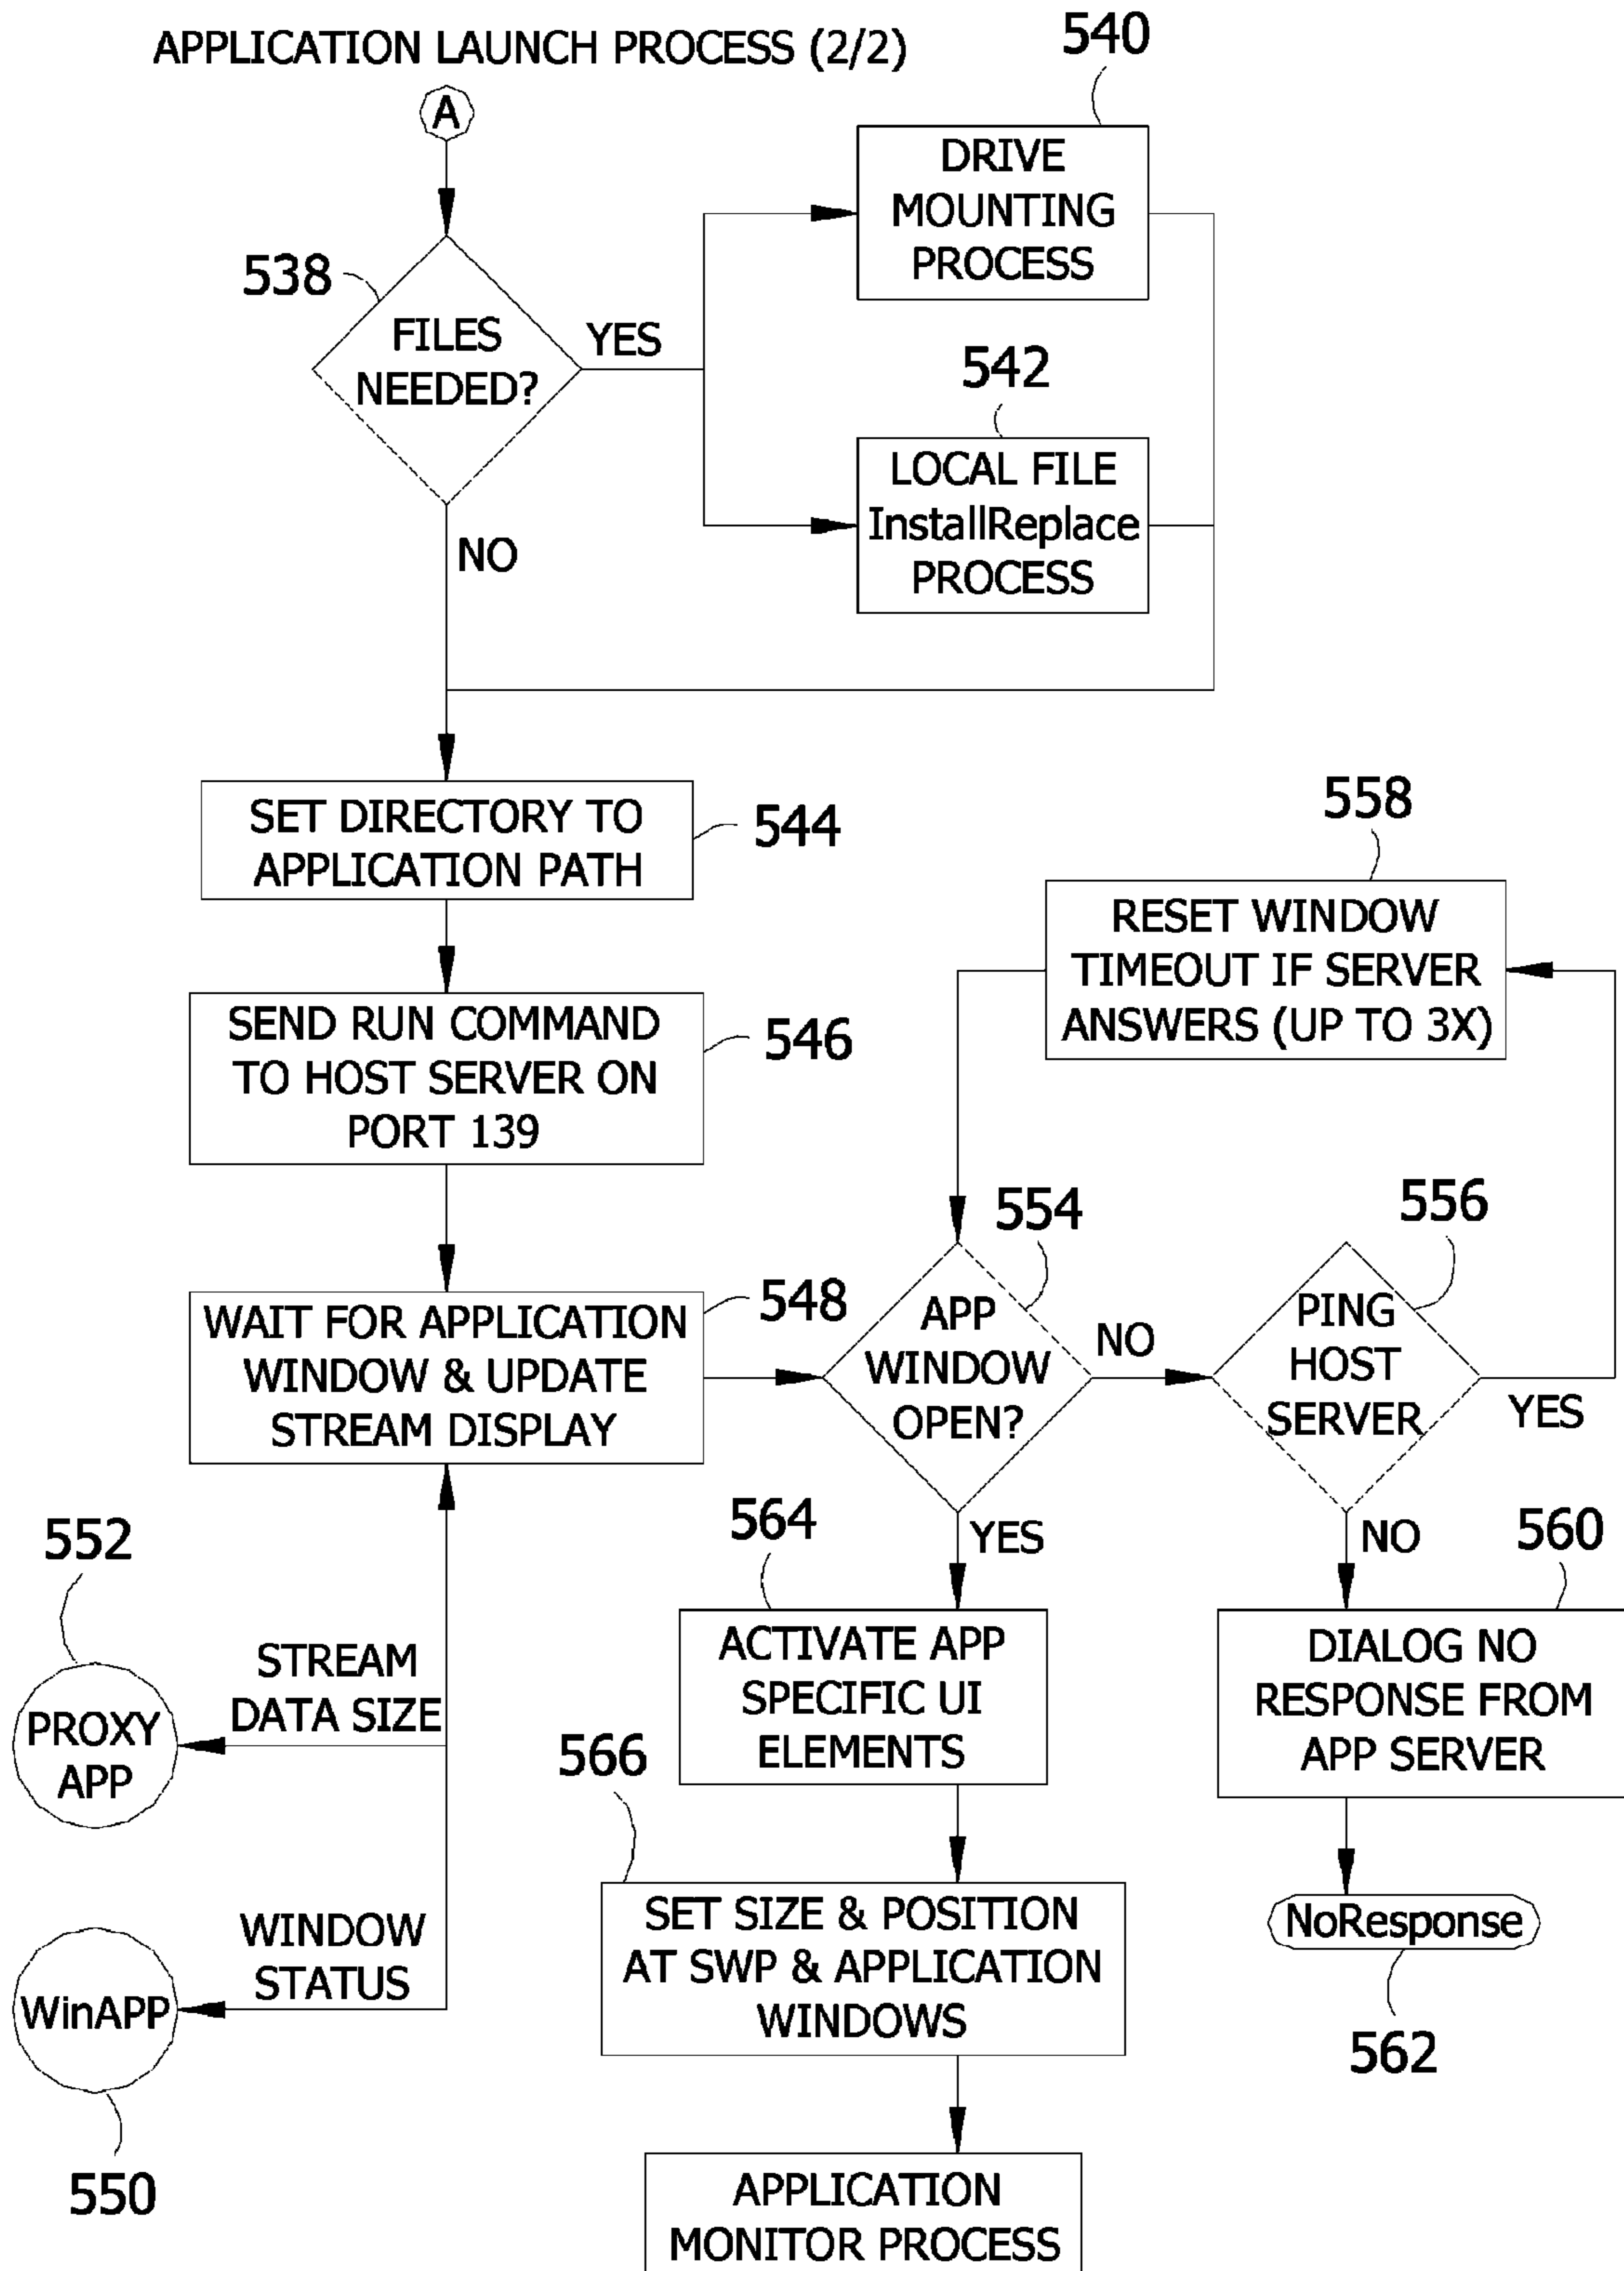 APPLICATION LAUNCH PROCESS (2/2)
A
540
DRIVE
MOUNTING
PROCESS
538
FILES
NEEDED?
YES
542
LOCAL FILE
InstallReplace
PROCESS
NO
SET DIRECTORY TO
APPLICATION PATH
544
558
RESET WINDOW
TIMEOUT IF SERVER
ANSWERS (UP TO 3X)
SEND RUN COMMAND
TO HOST SERVER ON
PORT 139
546
WAIT FOR APPLICATION
WINDOW & UPDATE
STREAM DISPLAY
548
554
APP
WINDOW
OPEN?
NO
556
PING
HOST
SERVER
YES
552
PROXY
APP
STREAM
DATA SIZE
564
YES
ACTIVATE APP
SPECIFIC UI
ELEMENTS
NO
560
DIALOG NO
RESPONSE FROM
APP SERVER
566
SET SIZE & POSITION
AT SWP & APPLICATION
WINDOWS
NoResponse
562
WinAPP
WINDOW
STATUS
550
APPLICATION
MONITOR PROCESS